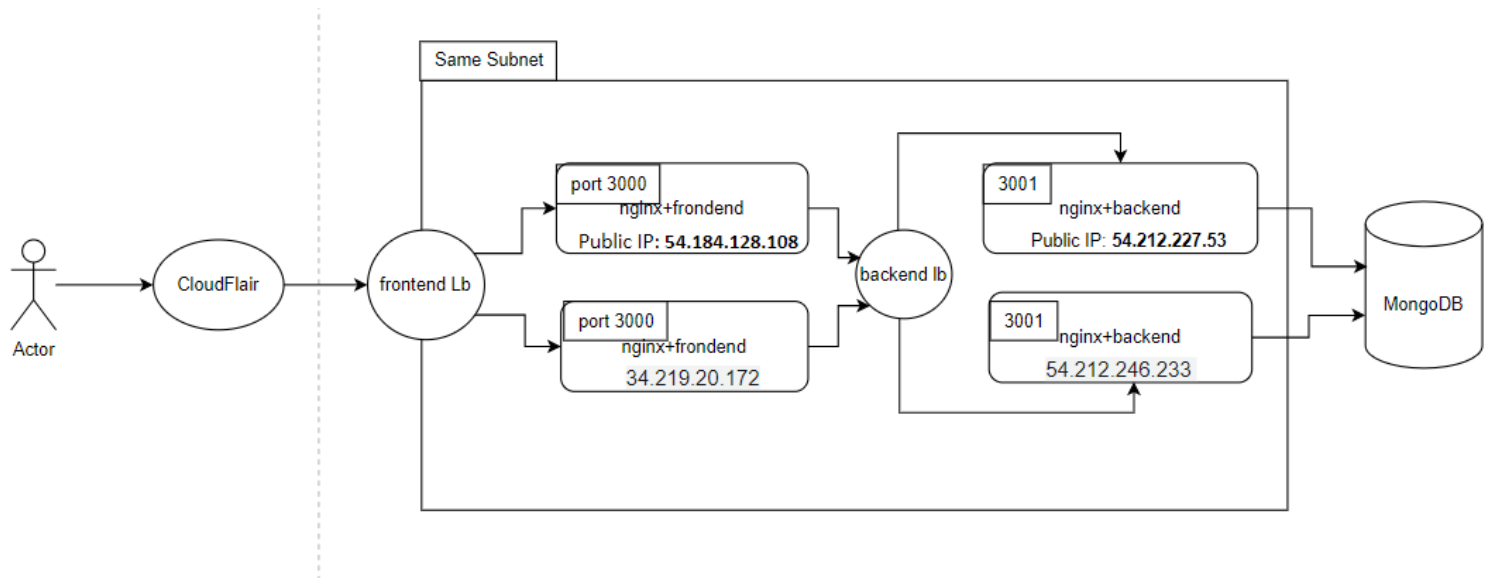 Same Subnet
Actor
CloudFlair
frontend Lb
port 3000
nginx+frondend
Public IP: 54.184.128.108
port 3000
nginx+frondend
34.219.20.172
backend lb
3001
nginx+backend
Public IP: 54.212.227.53
3001
nginx+backend
54.212.246.233
MongoDB